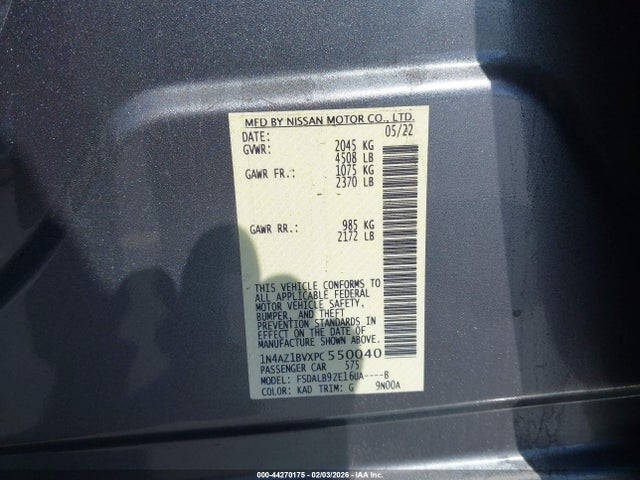 MFD BY NISSAN MOTOR CO., LTD.
DATE: 05/22
GVWR: 2045 KG
4508 LB
GAWR FR.: 1075 KG
2370 LB
GAWR RR.: 985 KG
2172 LB
THIS VEHICLE CONFORMS TO
ALL APPLICABLE FEDERAL
MOTOR VEHICLE SAFETY,
BUMPER, AND THEFT
PREVENTION STANDARDS IN
EFFECT ON THE DATE OF
MANUFACTURE SHOWN ABOVE.
1N4AZ1BVXPC550040
PASSENGER CAR 575
MODEL: FSDALB9ZE16UA----B
COLOR: KAD TRIM: G 9N00A
000-44270175 - 02/03/2026 - IAAI.COM